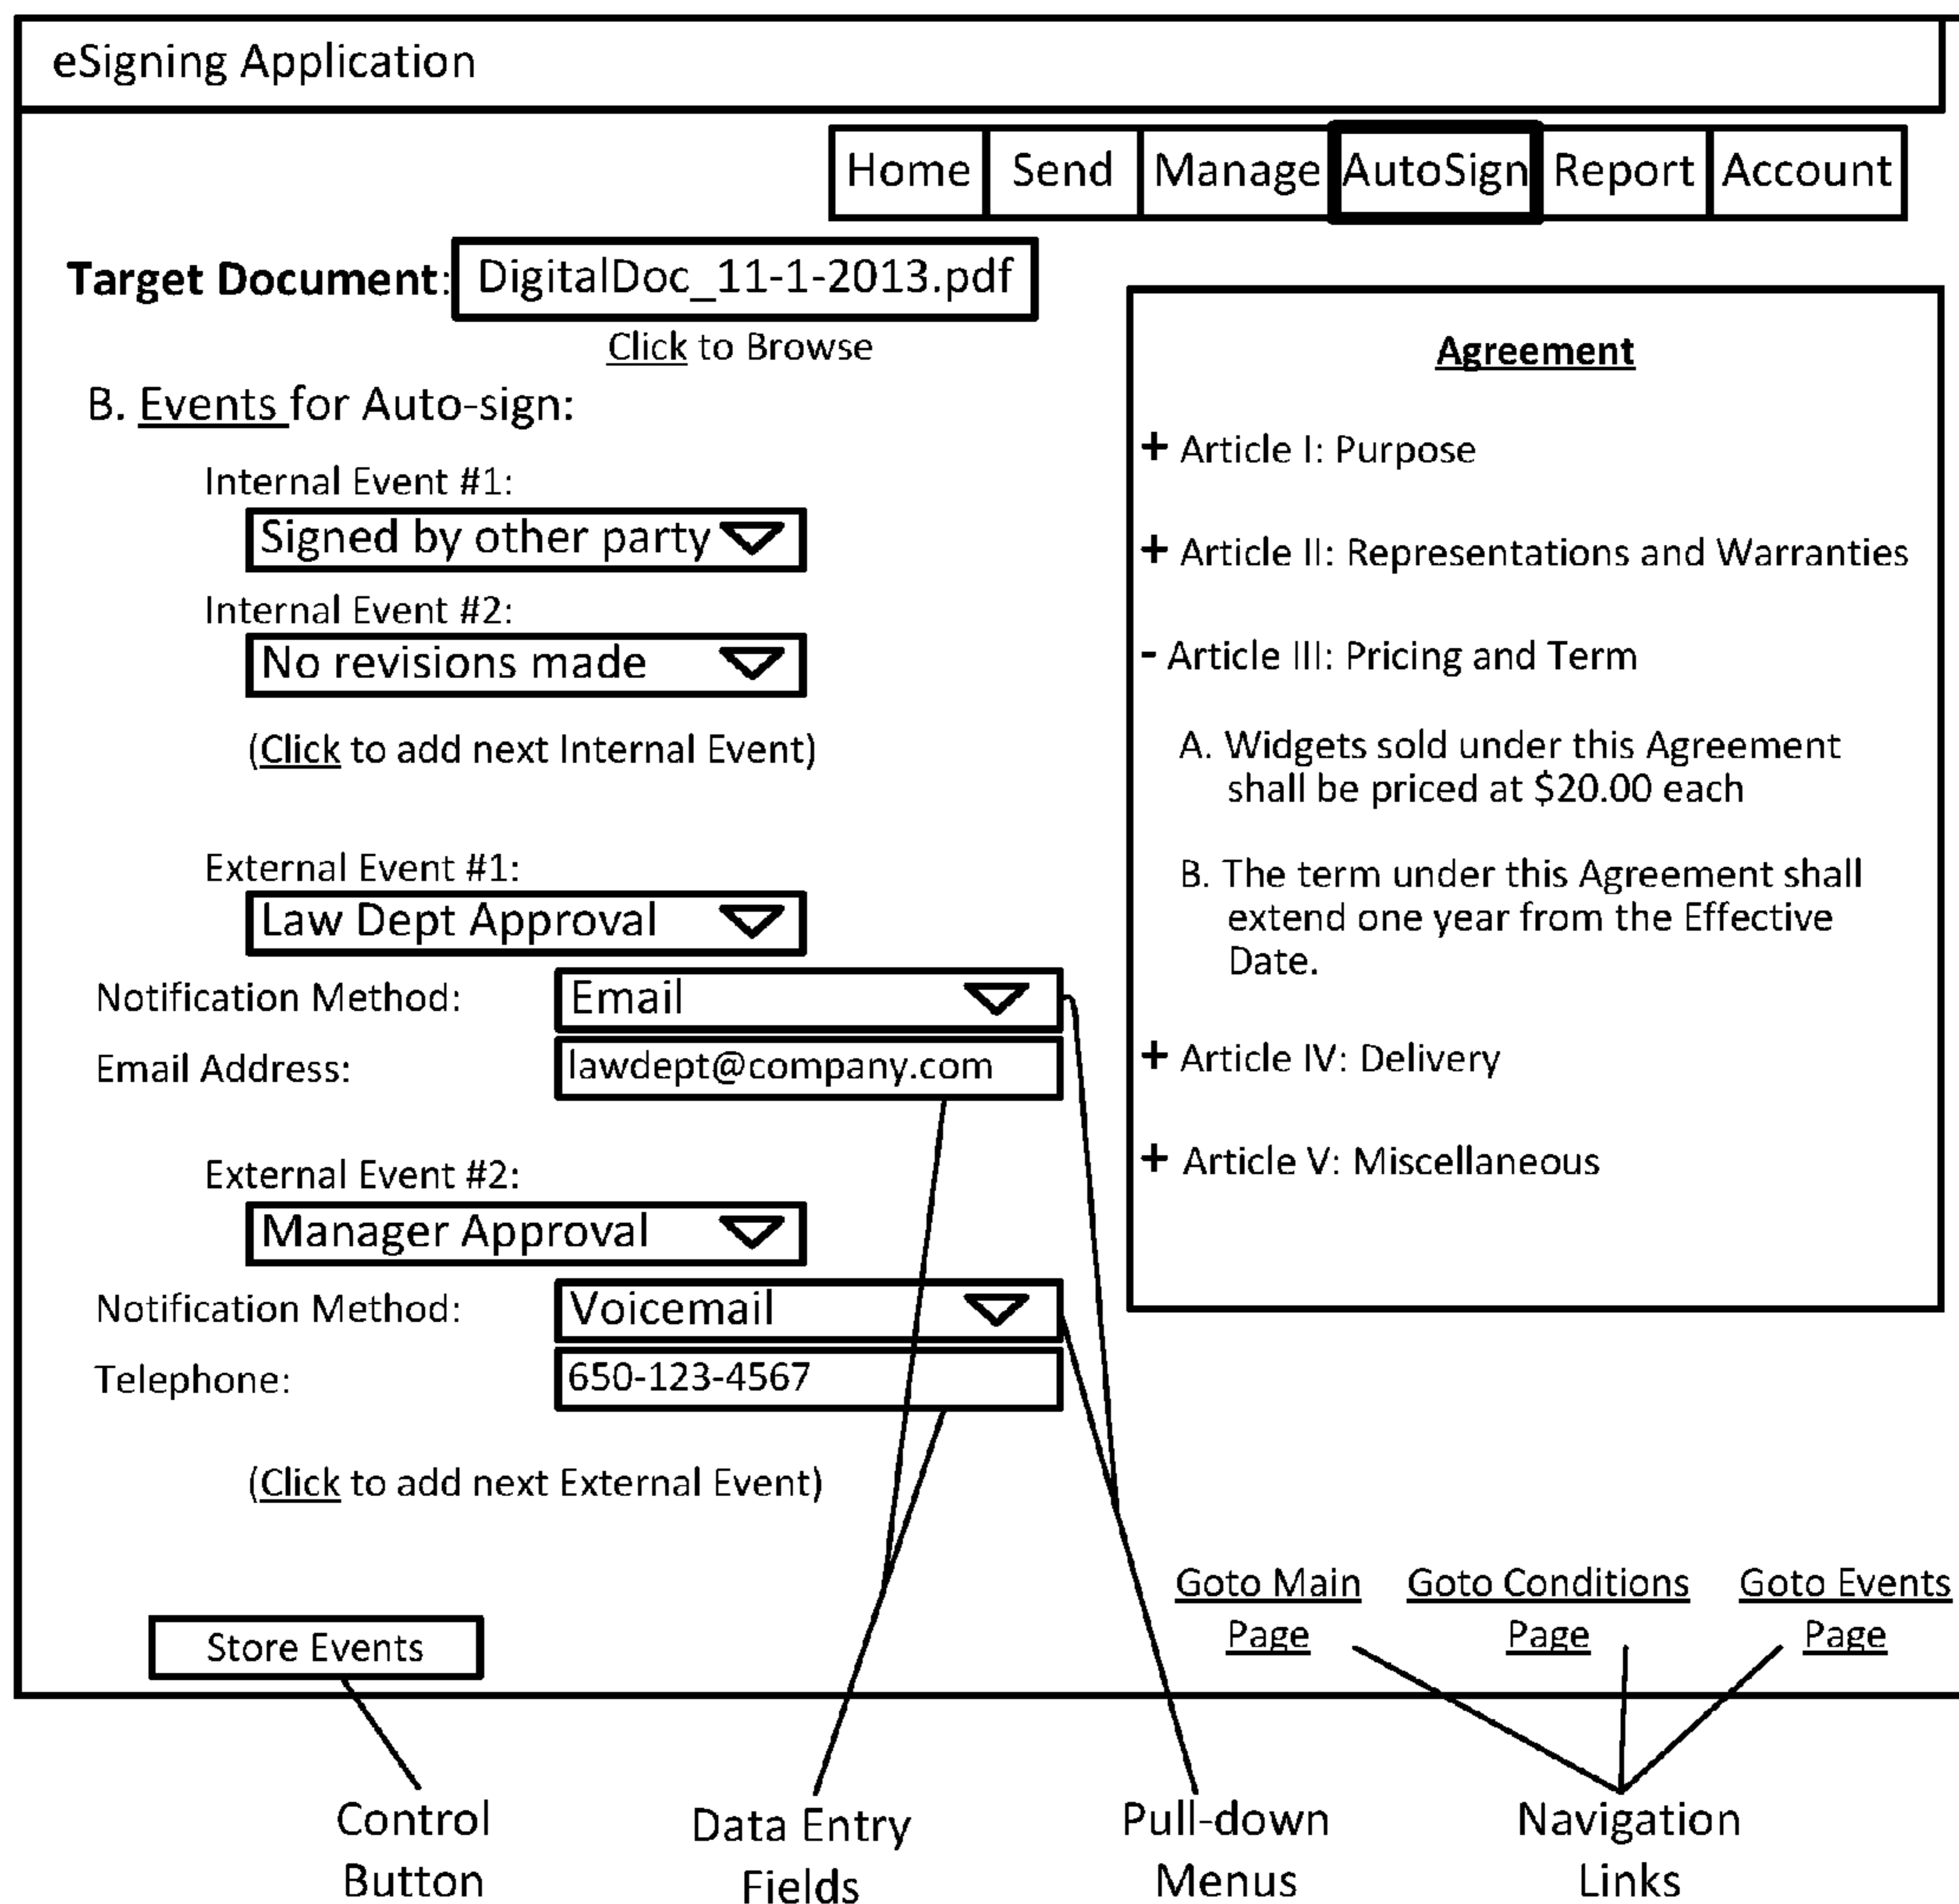 eSigning Application
Home Send Manage AutoSign Report Account
Target Document: DigitalDoc_11-1-2013.pdf
Click to Browse
B. Events for Auto-sign:
Internal Event #1:
Signed by other party
Internal Event #2:
No revisions made
(Click to add next Internal Event)
External Event #1:
Law Dept Approval
Notification Method: Email
Email Address: lawdept@company.com
External Event #2:
Manager Approval
Notification Method: Voicemail
Telephone: 650-123-4567
(Click to add next External Event)
Agreement
+ Article I: Purpose
+ Article II: Representations and Warranties
- Article III: Pricing and Term
A. Widgets sold under this Agreement
shall be priced at $20.00 each
B. The term under this Agreement shall
extend one year from the Effective
Date.
+ Article IV: Delivery
+ Article V: Miscellaneous
Store Events
Goto Main
Page
Goto Conditions
Page
Goto Events
Page
Control
Button
Data Entry
Fields
Pull-down
Menus
Navigation
Links